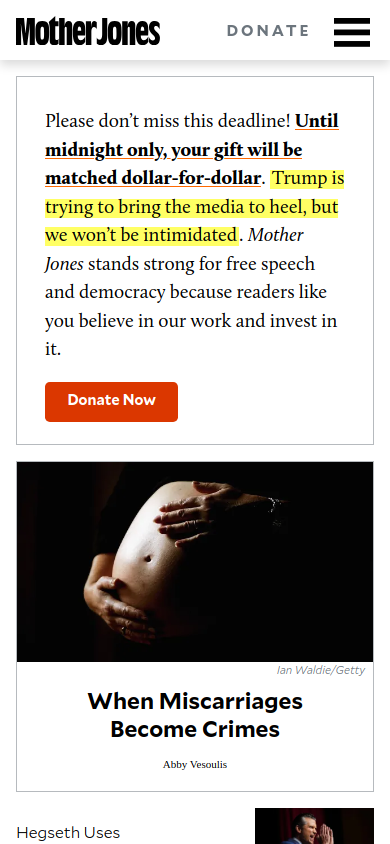 Mother Jones
DONATE
Please don’t miss this deadline! Until
midnight only, your gift will be
matched dollar-for-dollar. Trump is
trying to bring the media to heel, but
we won’t be intimidated. Mother
Jones stands strong for free speech
and democracy because readers like
you believe in our work and invest in
it.
Donate Now
Ian Waldie/Getty
When Miscarriages
Become Crimes
Abby Vesoulis
Hegseth Uses